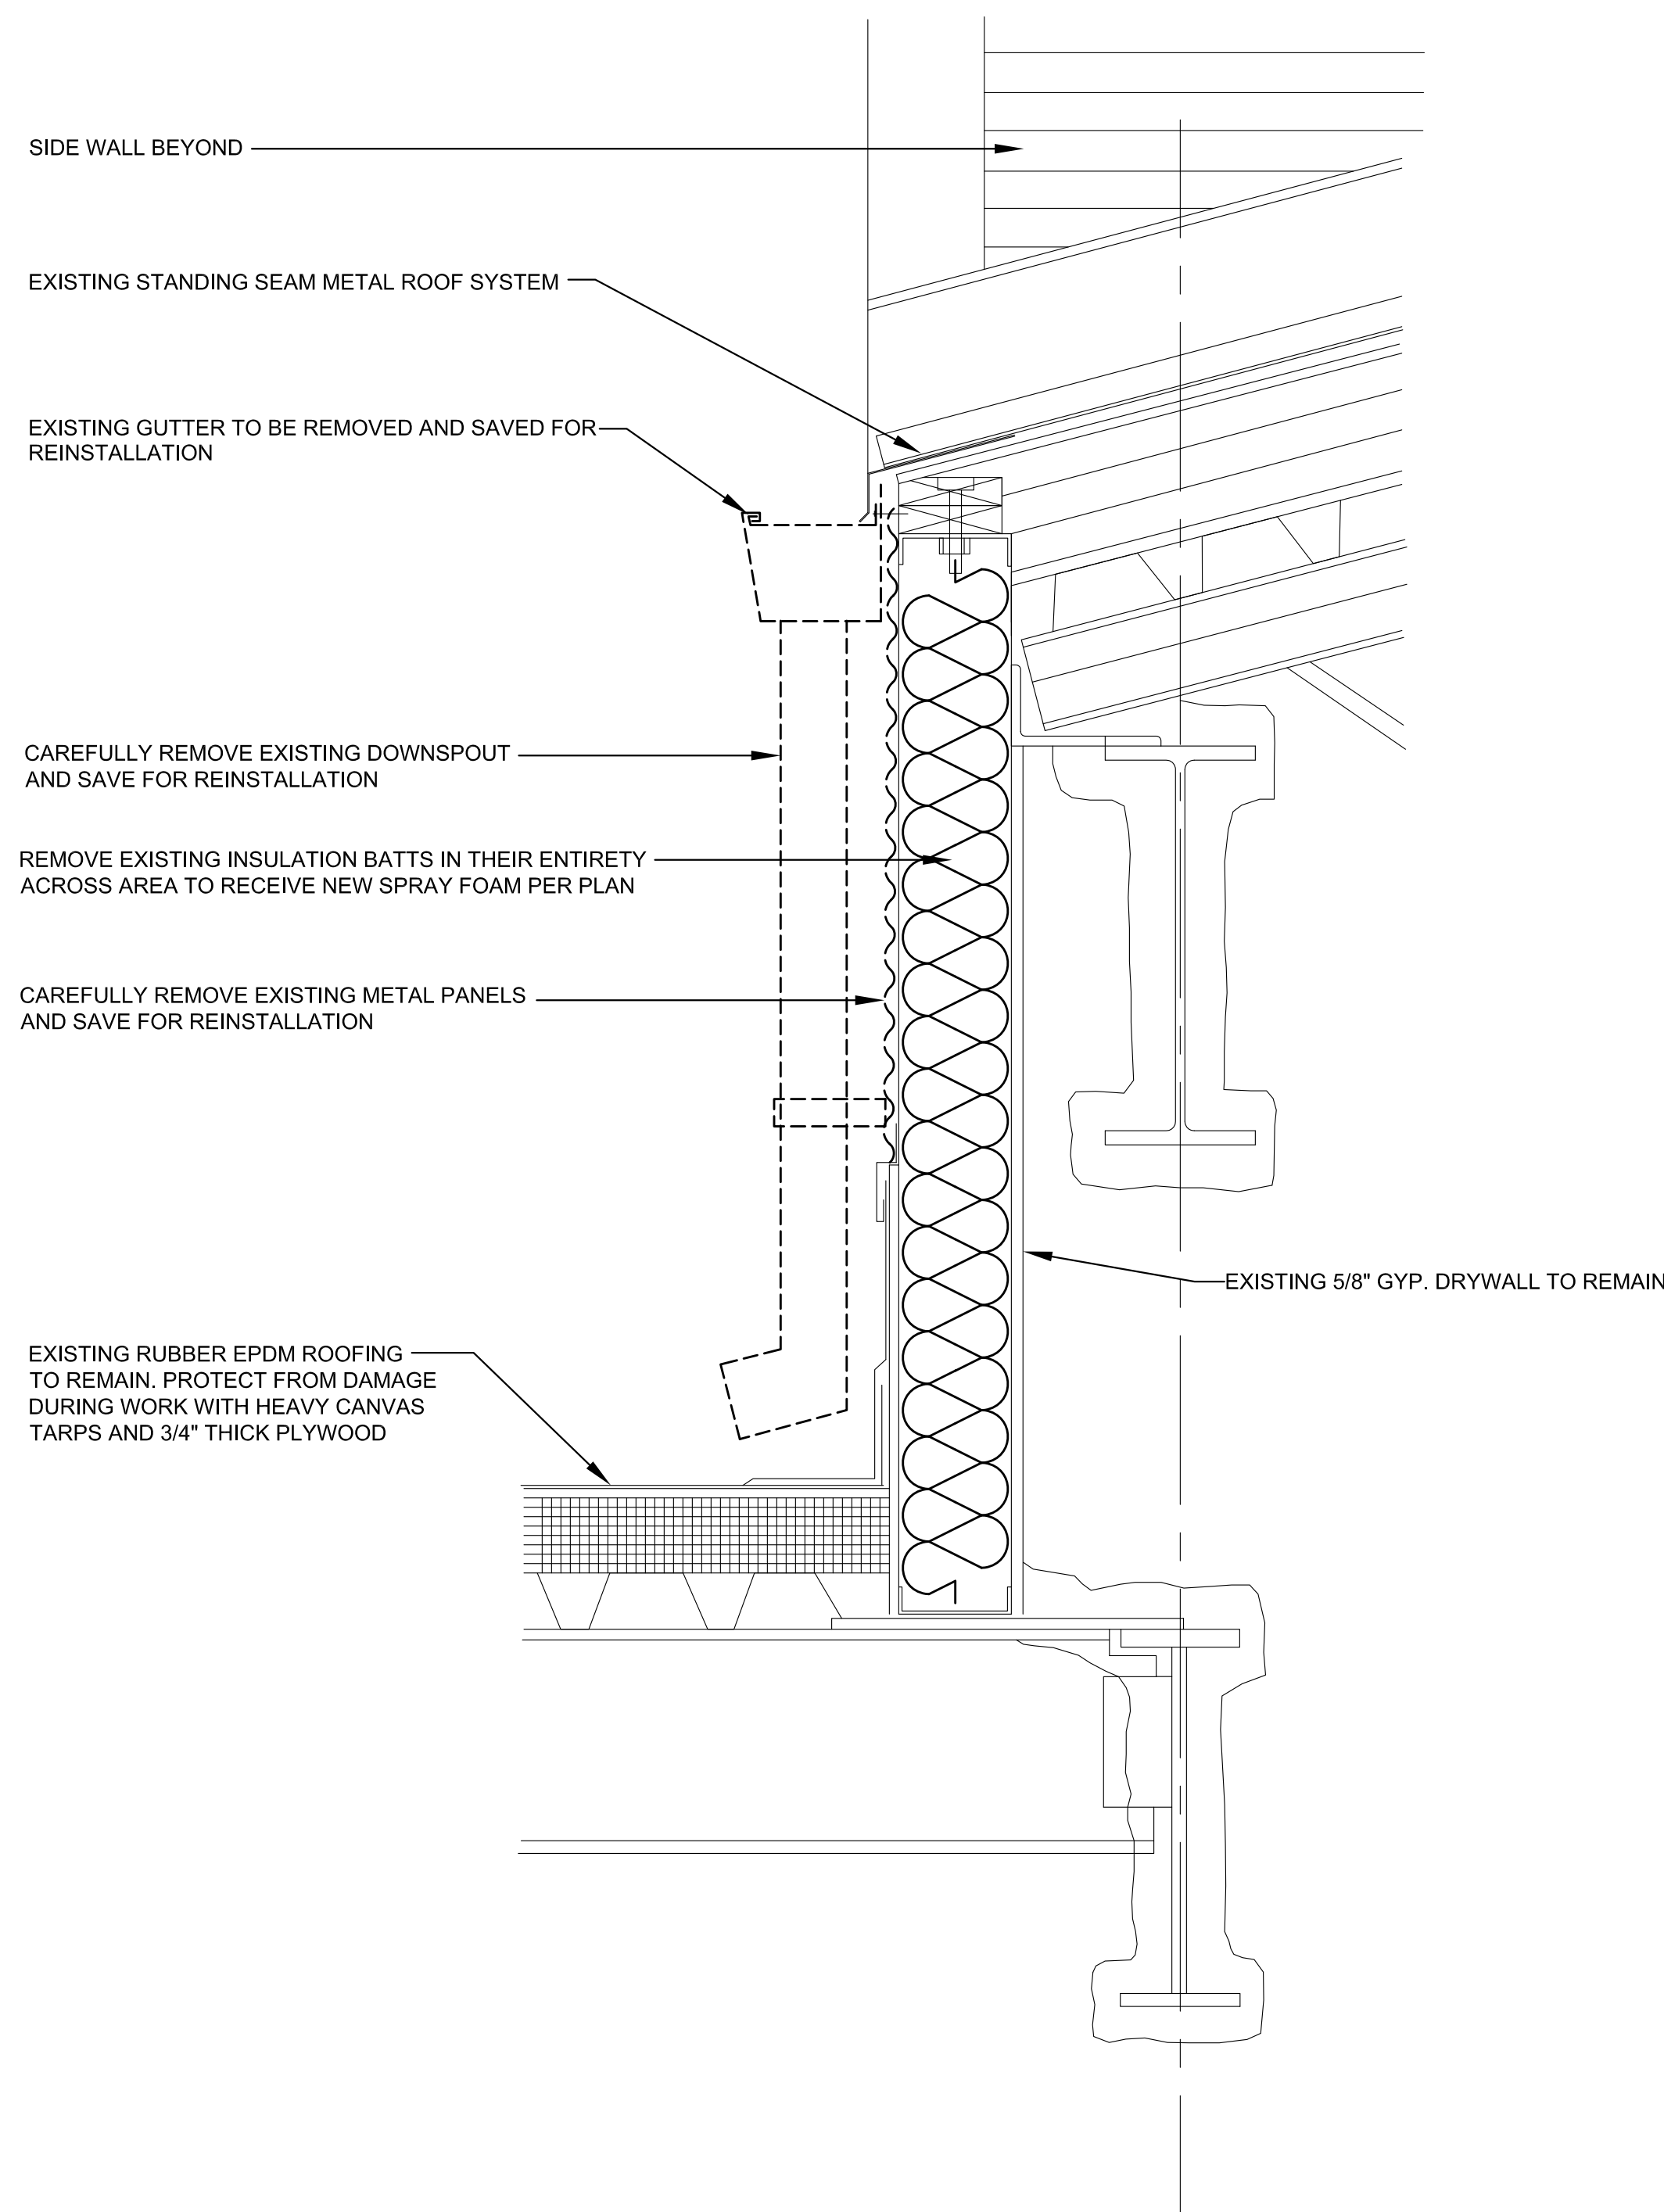 SIDE WALL BEYOND
EXISTING STANDING SEAM METAL ROOF SYSTEM
EXISTING GUTTER TO BE REMOVED AND SAVED FOR
REINSTALLATION
CAREFULLY REMOVE EXISTING DOWNSPOUT
AND SAVE FOR REINSTALLATION
REMOVE EXISTING INSULATION BATTS IN THEIR ENTIRETY
ACROSS AREA TO RECEIVE NEW SPRAY FOAM PER PLAN
CAREFULLY REMOVE EXISTING METAL PANELS
AND SAVE FOR REINSTALLATION
EXISTING 5/8" GYP. DRYWALL TO REMAIN
EXISTING RUBBER EPDM ROOFING
TO REMAIN. PROTECT FROM DAMAGE
DURING WORK WITH HEAVY CANVAS
TARPS AND 3/4" THICK PLYWOOD